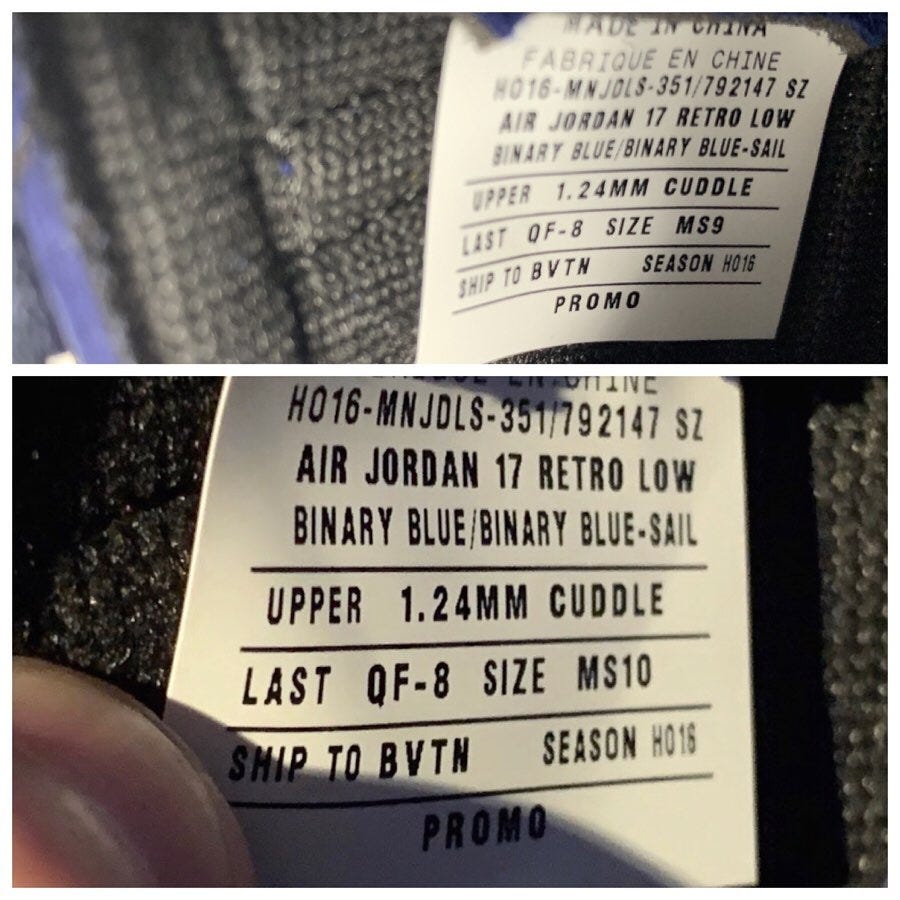 MADE IN CHINA
FABRIQUE EN CHINE
HO16-MNJDLS-351/792147 SZ
AIR JORDAN 17 RETRO LOW
BINARY BLUE/BINARY BLUE-SAIL
UPPER 1.24MM CUDDLE
LAST QF-8 SIZE MS9
SHIP TO BVTN SEASON HO16
PROMO
EN CHINE
HO16-MNJDLS-351/792147 SZ
AIR JORDAN 17 RETRO LOW
BINARY BLUE/BINARY BLUE-SAIL
UPPER 1.24MM CUDDLE
LAST QF-8 SIZE MS10
SHIP TO BVTN SEASON HO16
PROMO